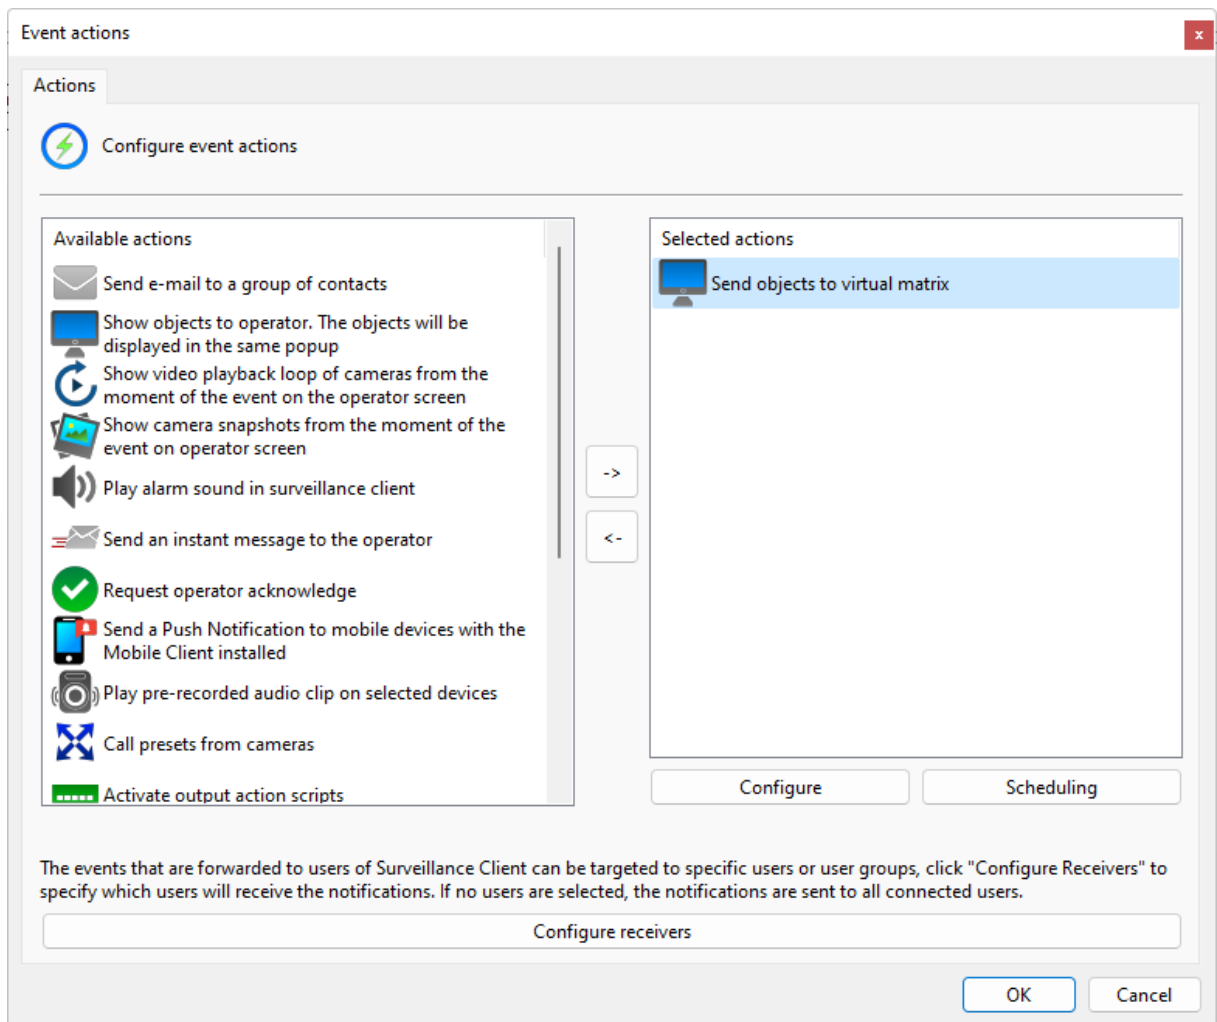 Event actions
x
Actions
Configure event actions
Available actions
Send e-mail to a group of contacts
Show objects to operator. The objects will be
displayed in the same popup
Show video playback loop of cameras from the
moment of the event on the operator screen
Show camera snapshots from the moment of the
event on operator screen
Play alarm sound in surveillance client
Send an instant message to the operator
Request operator acknowledge
Send a Push Notification to mobile devices with the
Mobile Client installed
Play pre-recorded audio clip on selected devices
Call presets from cameras
Activate output action scripts
->
<-
Selected actions
Send objects to virtual matrix
Configure
Scheduling
The events that are forwarded to users of Surveillance Client can be targeted to specific users or user groups, click "Configure Receivers" to
specify which users will receive the notifications. If no users are selected, the notifications are sent to all connected users.
Configure receivers
OK
Cancel